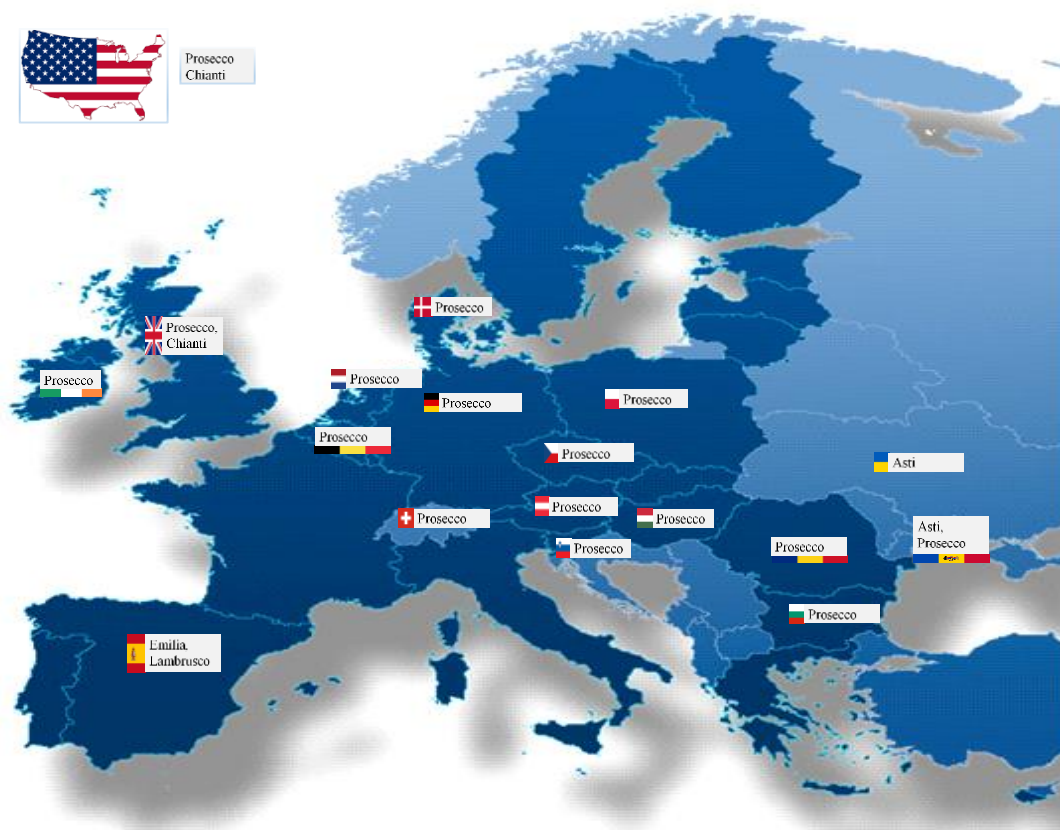 Prosecco
Chianti
Prosecco
Prosecco,
Chianti
Prosecco
Prosecco
Prosecco
Prosecco
Prosecco
Prosecco
Asti
Prosecco
Prosecco
Prosecco
Asti,
Prosecco
Prosecco
Prosecco
Prosecco
Emilia,
Lambrusco